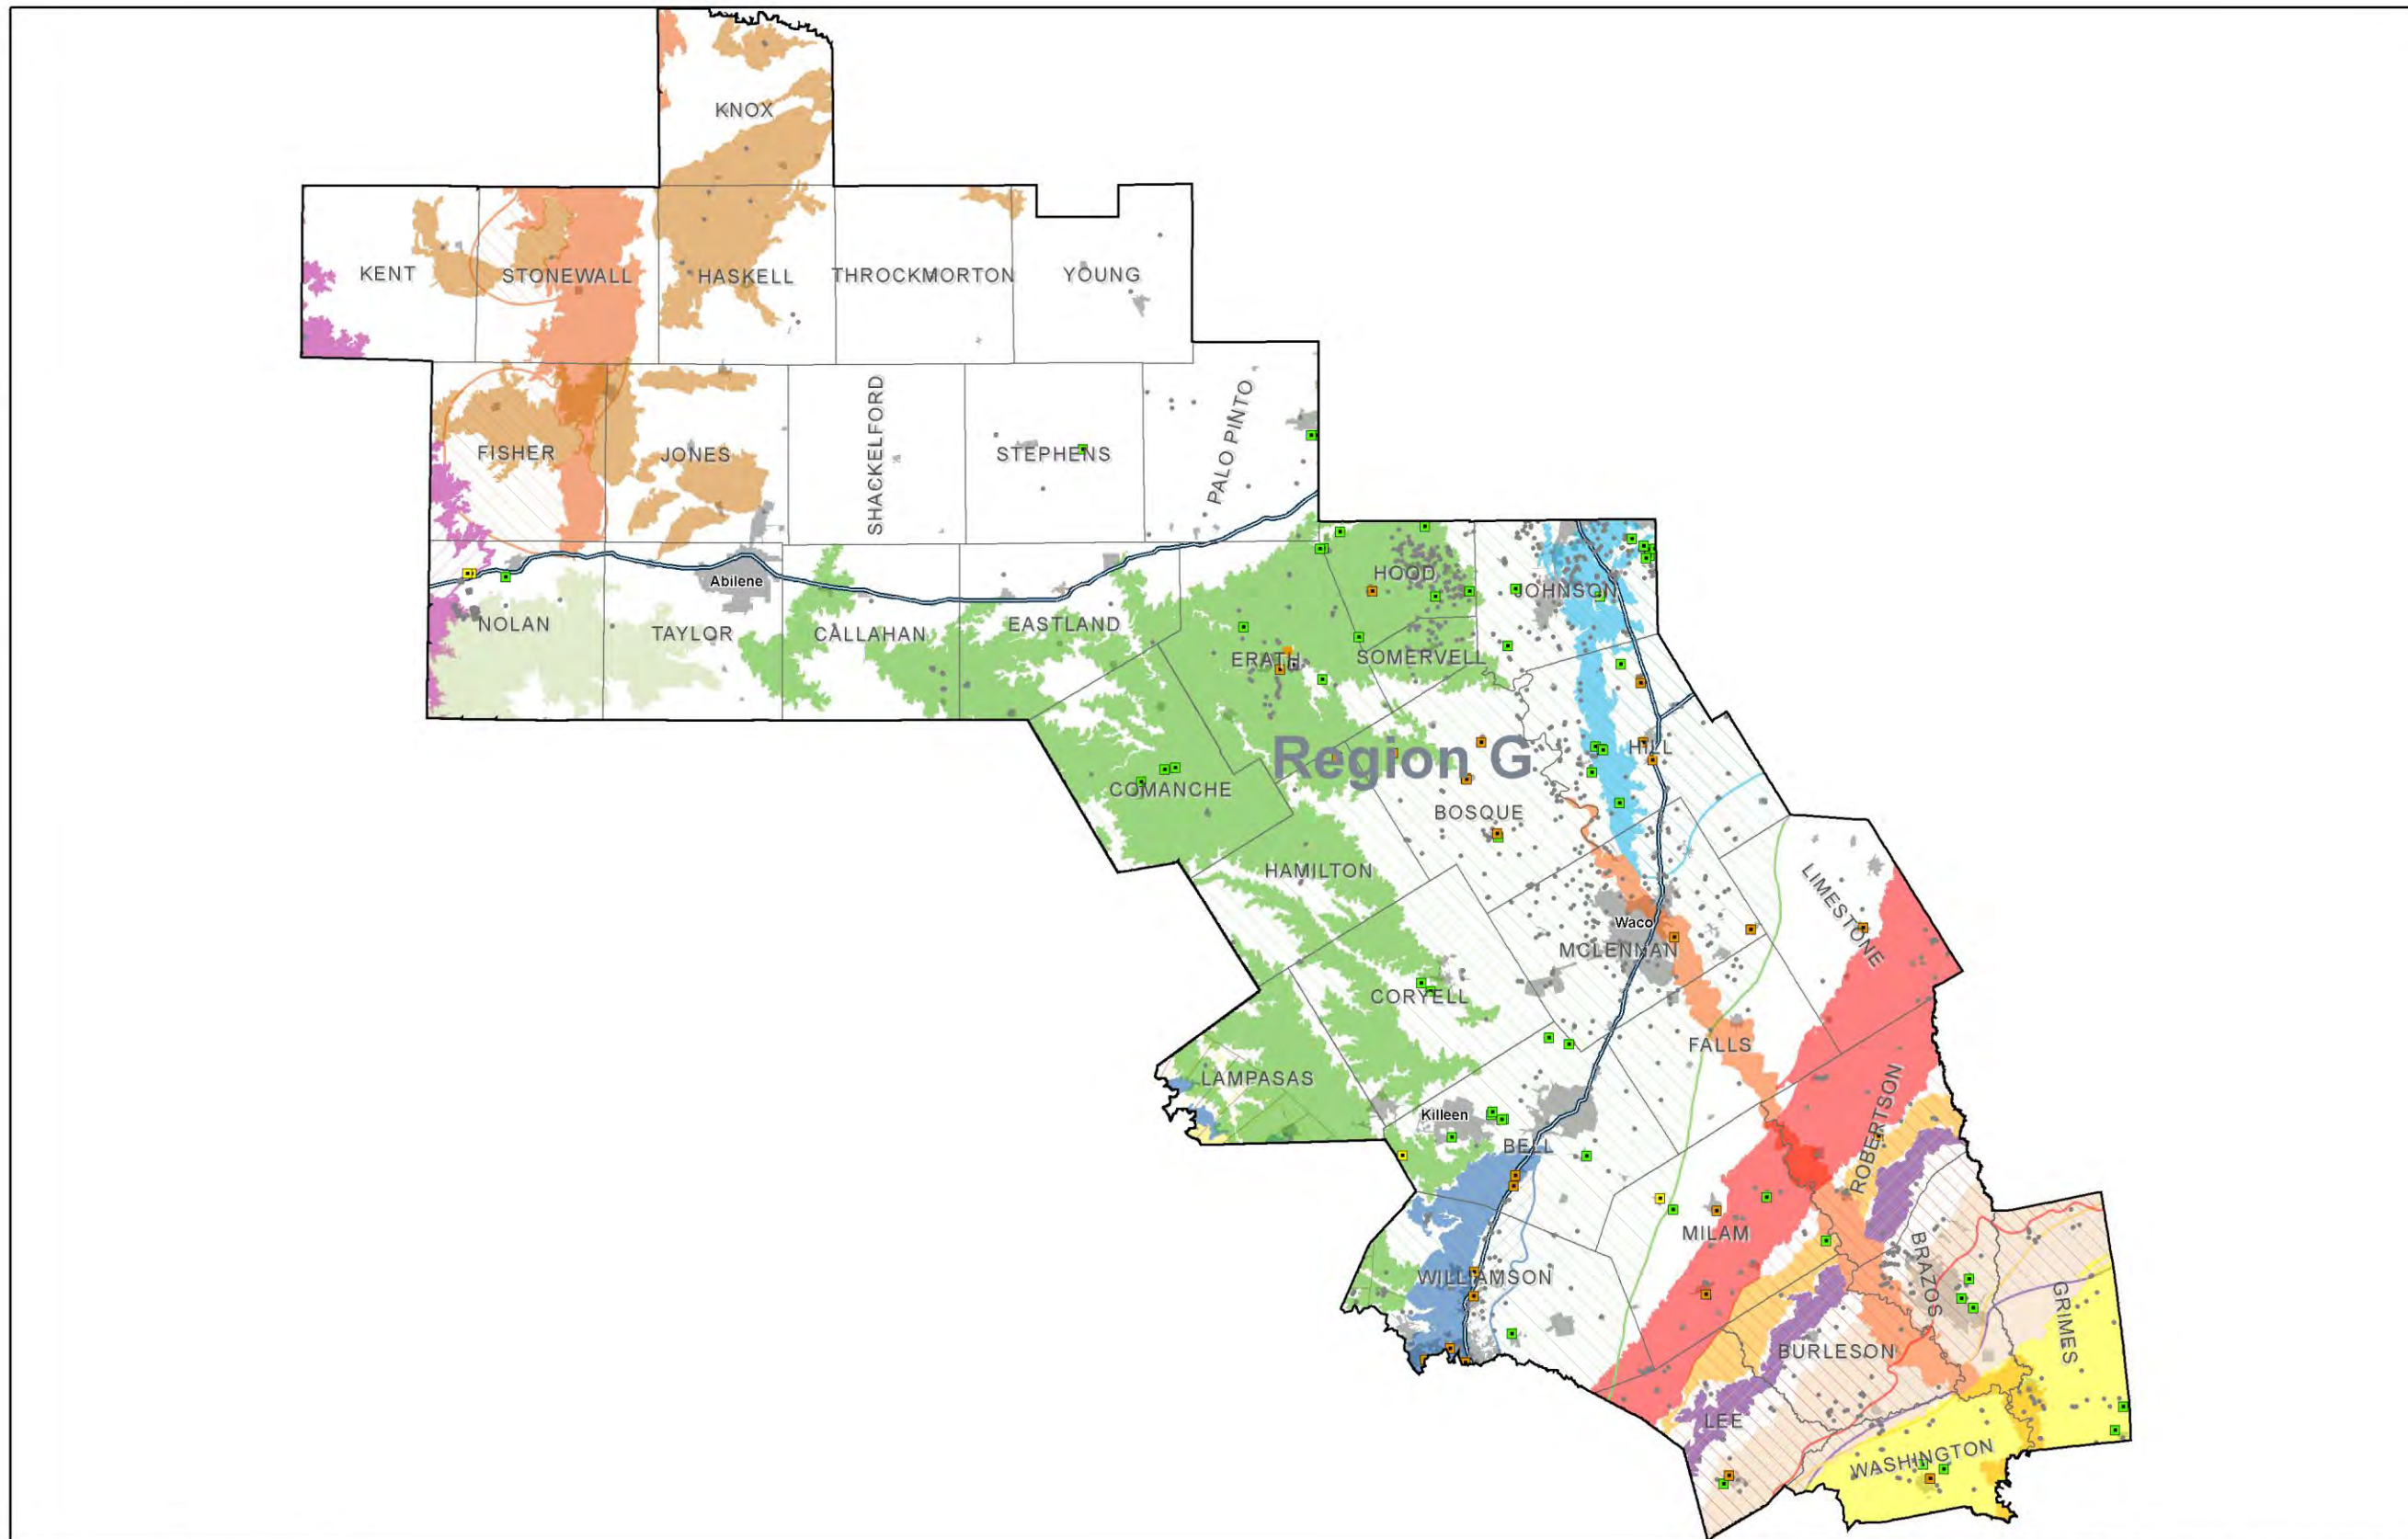 KNOX
KENT
STONEWALL
HASKELL
THROCKMORTON
YOUNG
FISHER
JONES
SHACKELFORD
STEPHENS
PALO PINTO
Abilene
NOLAN
TAYLOR
CALLAHAN
EASTLAND
HOOD
JOHNSON
ERATH
SOMERVELL
Region G
HILL
COMANCHE
BOSQUE
HAMILTON
LIMESTONE
Waco
MCLENNAN
CORYELL
FALLS
LAMPASAS
Killeen
BELL
ROBERTSON
MILAM
WILLIAMSON
BRAZOS
GRIMES
BURLESON
LEE
WASHINGTON